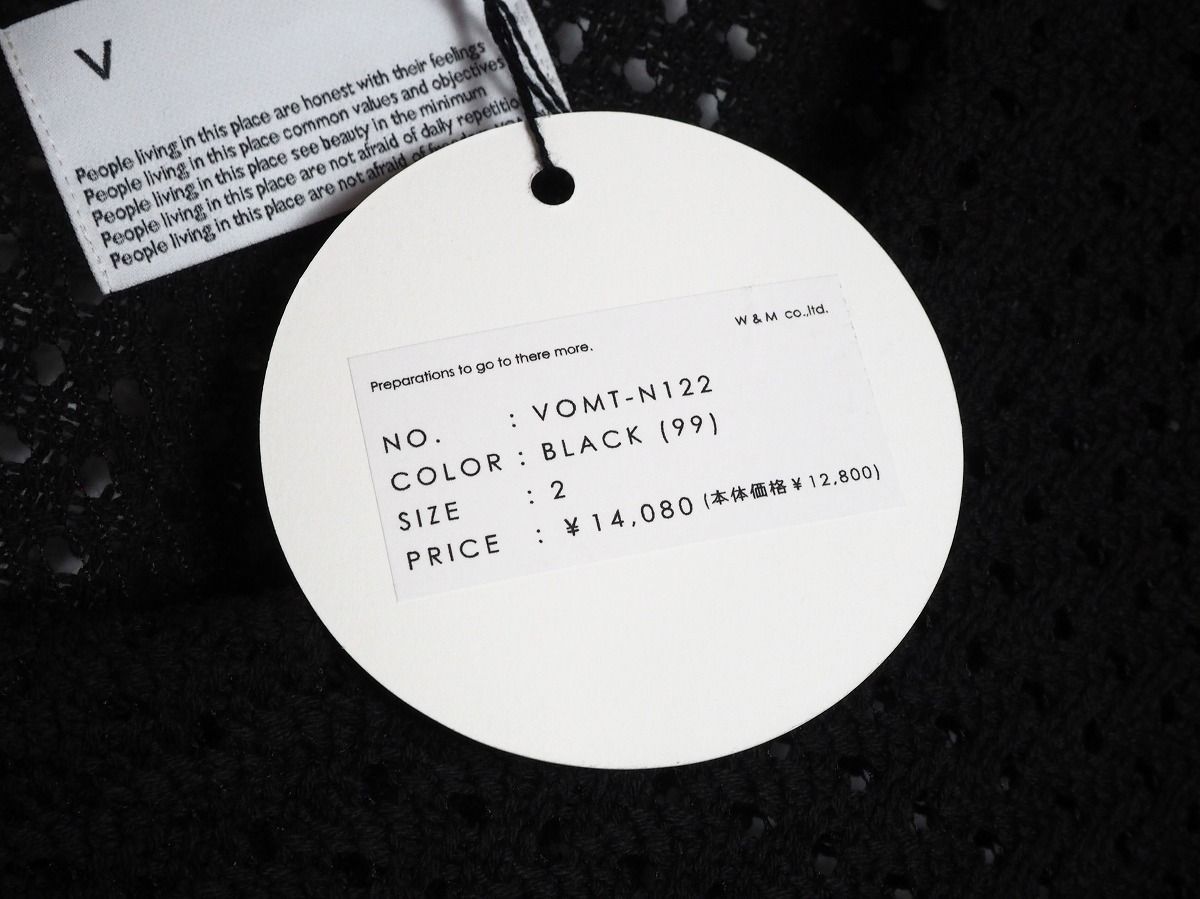 V
People living in this place are honest with their feelings
People living in this place common values and objectives
People living in this place see beauty in the minimum
People living in this place are not afraid of daily
People living in this place are not afraid of
W & M co.,ltd.
Preparations to go to there more.
NO. : VOMT-N122
COLOR : BLACK (99)
SIZE : 2
PRICE : ¥14,080 (本体価格¥12,800)